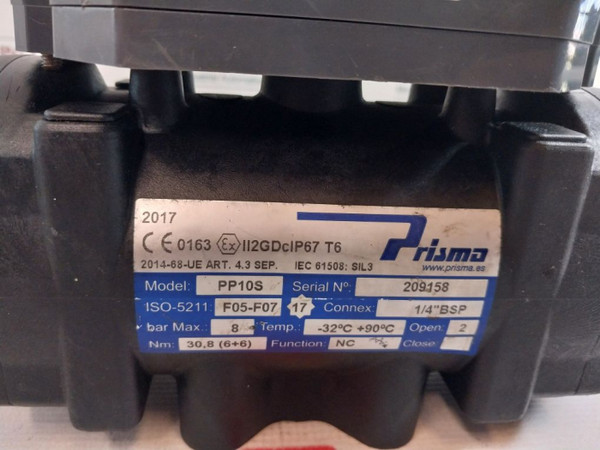 2017
CE 0163 Ex II2GDcIP67 T6
Prisma
www.prisma.es
2014-68-UE ART. 4.3 SEP. IEC 61508: SIL3
Model: PP10S Serial Nº: 209158
ISO-5211: F05-F07 17 Connex: 1/4"BSP
bar Max.: 8 Temp.: -32ºC +90ºC Open: 2
Nm: 30,8 (6+6) Function: NC Close: